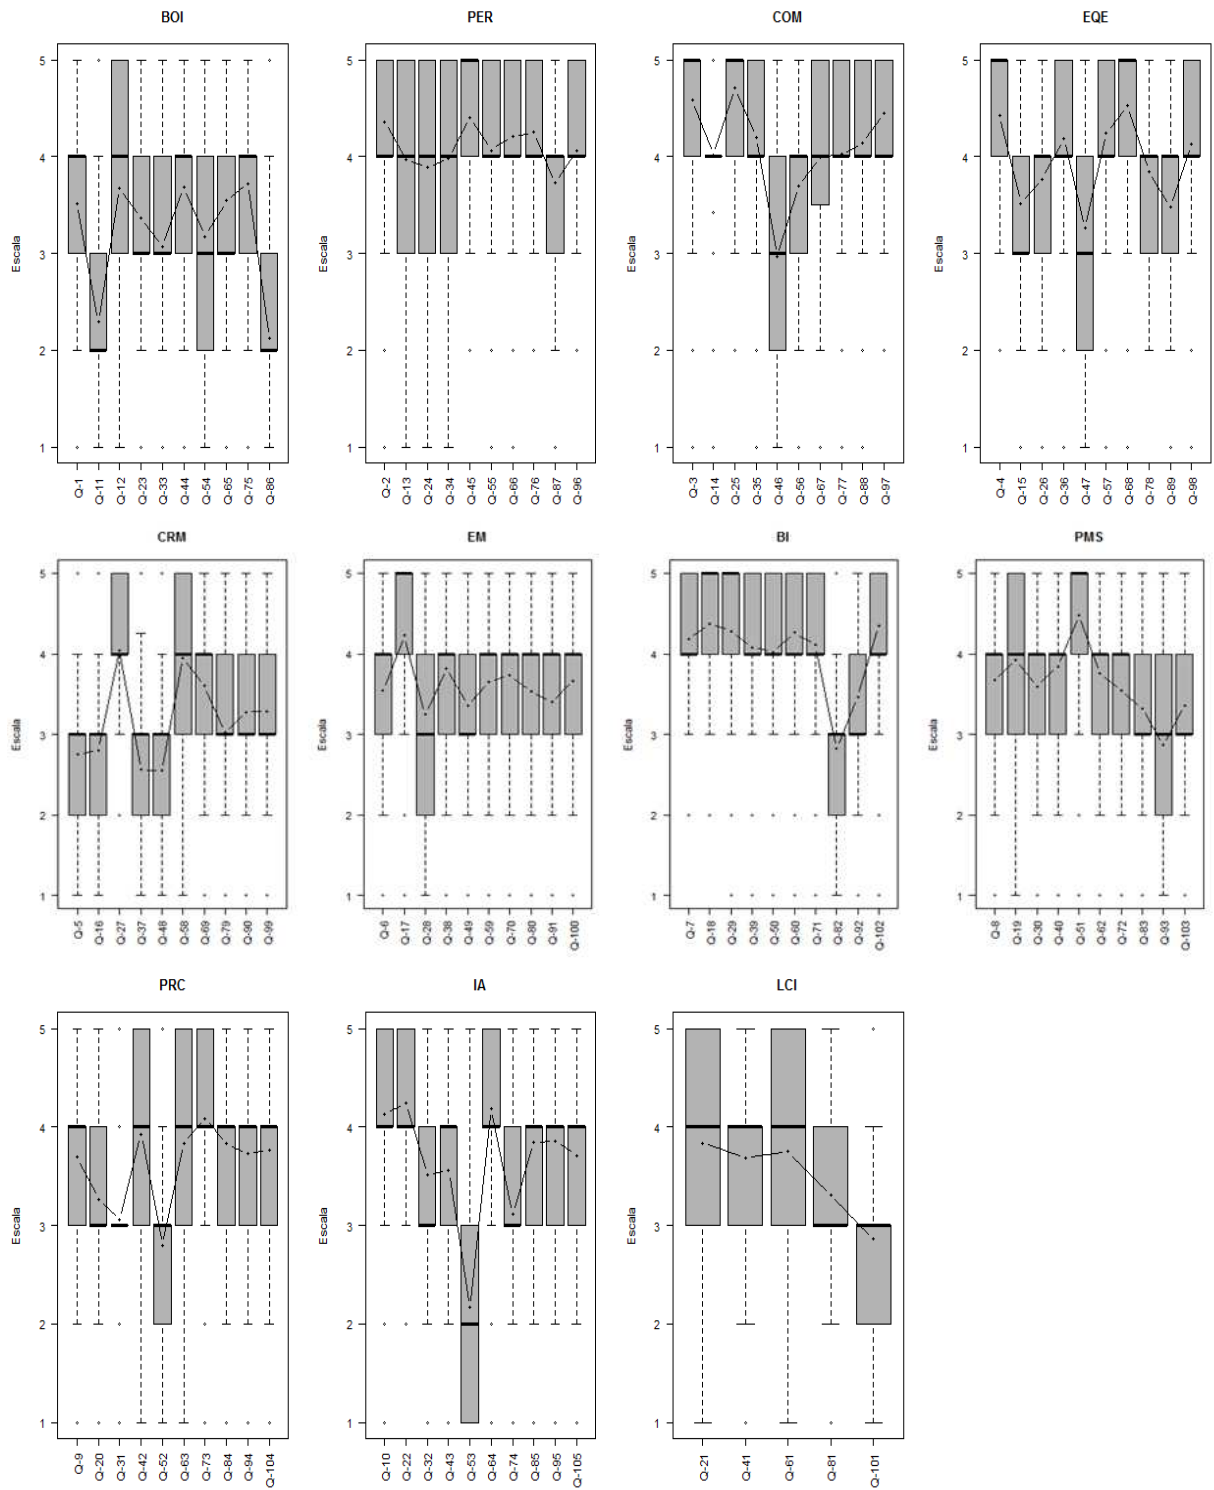 BOI
PER
COM
EQE
5
4
3
2
1
Escala
Q-1
Q-11
Q-12
Q-23
Q-33
Q-44
Q-54
Q-65
Q-75
Q-86
5
4
3
2
1
Escala
Q-2
Q-13
Q-24
Q-34
Q-45
Q-55
Q-66
Q-76
Q-87
Q-96
5
4
3
2
1
Escala
Q-3
Q-14
Q-25
Q-35
Q-46
Q-56
Q-67
Q-77
Q-88
Q-97
5
4
3
2
1
Escala
Q-4
Q-15
Q-26
Q-36
Q-47
Q-57
Q-68
Q-78
Q-89
Q-98
CRM
EM
BI
PMS
5
4
3
2
1
Escala
Q-5
Q-16
Q-27
Q-37
Q-48
Q-58
Q-69
Q-79
Q-90
Q-99
5
4
3
2
1
Escala
Q-6
Q-17
Q-28
Q-38
Q-49
Q-59
Q-70
Q-80
Q-91
Q-100
5
4
3
2
1
Escala
Q-7
Q-18
Q-29
Q-39
Q-50
Q-60
Q-71
Q-82
Q-92
Q-102
5
4
3
2
1
Escala
Q-8
Q-19
Q-30
Q-40
Q-51
Q-62
Q-72
Q-83
Q-93
Q-103
PRC
IA
LCI
5
4
3
2
1
Escala
Q-9
Q-20
Q-31
Q-42
Q-52
Q-63
Q-73
Q-84
Q-94
Q-104
5
4
3
2
1
Escala
Q-10
Q-22
Q-32
Q-43
Q-53
Q-64
Q-74
Q-85
Q-95
Q-105
5
4
3
2
1
Escala
Q-21
Q-41
Q-61
Q-81
Q-101